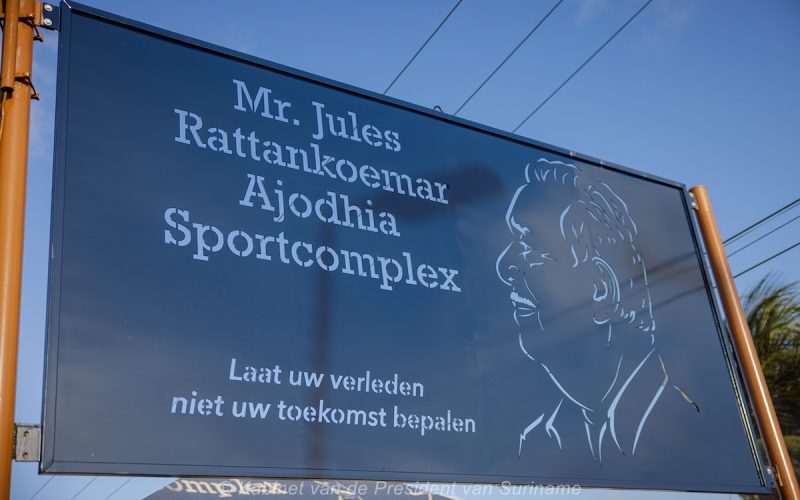 Mr. Jules
Rattankoemar
Ajodhia
Sportcomplex
Laat uw verleden
niet uw toekomst bepalen
© Kabinet van de President van Suriname